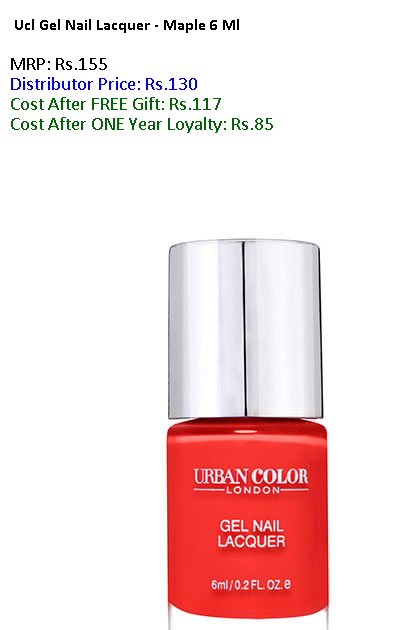 Ucl Gel Nail Lacquer - Maple 6 Ml
MRP: Rs.155
Distributor Price: Rs.130
Cost After FREE Gift: Rs.117
Cost After ONE Year Loyalty: Rs.85
URBAN COLOR
LONDON
GEL NAIL
LACQUER
6ml/0.2 FL. OZ. e